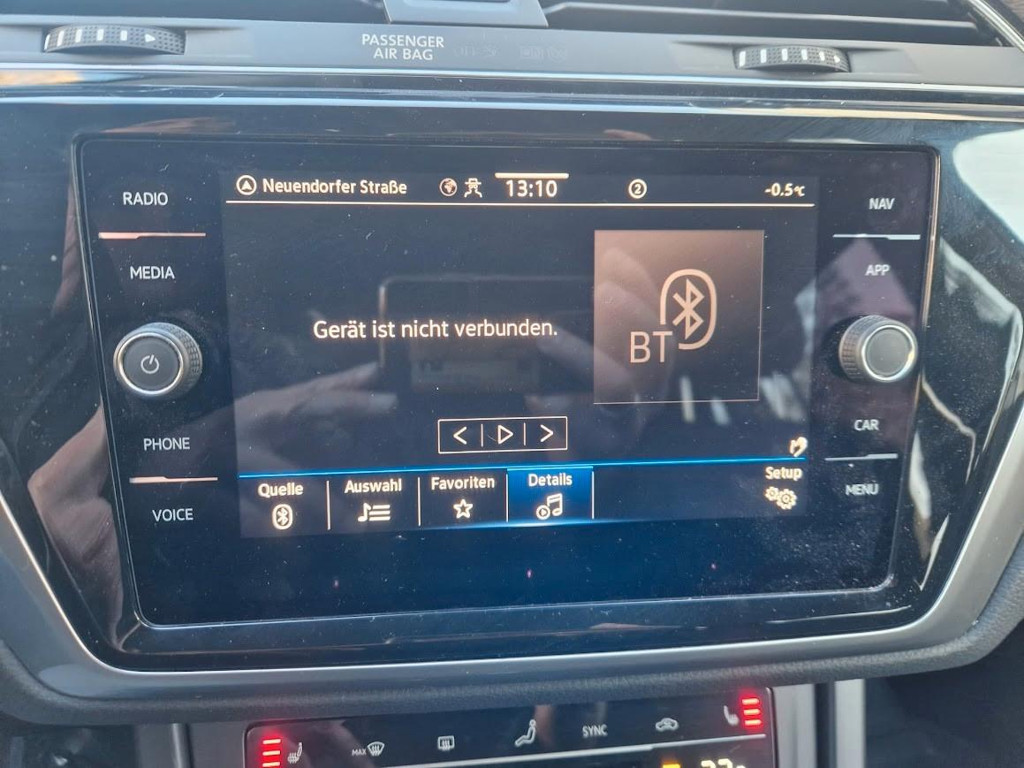 PASSENGER
AIR BAG
RADIO
MEDIA
PHONE
VOICE
Neuendorfer Straße 13:10 2 -0.5°C
Gerät ist nicht verbunden.
BT
Quelle Auswahl Favoriten Details Setup
NAV
APP
CAR
MENU
MAX
SYNC